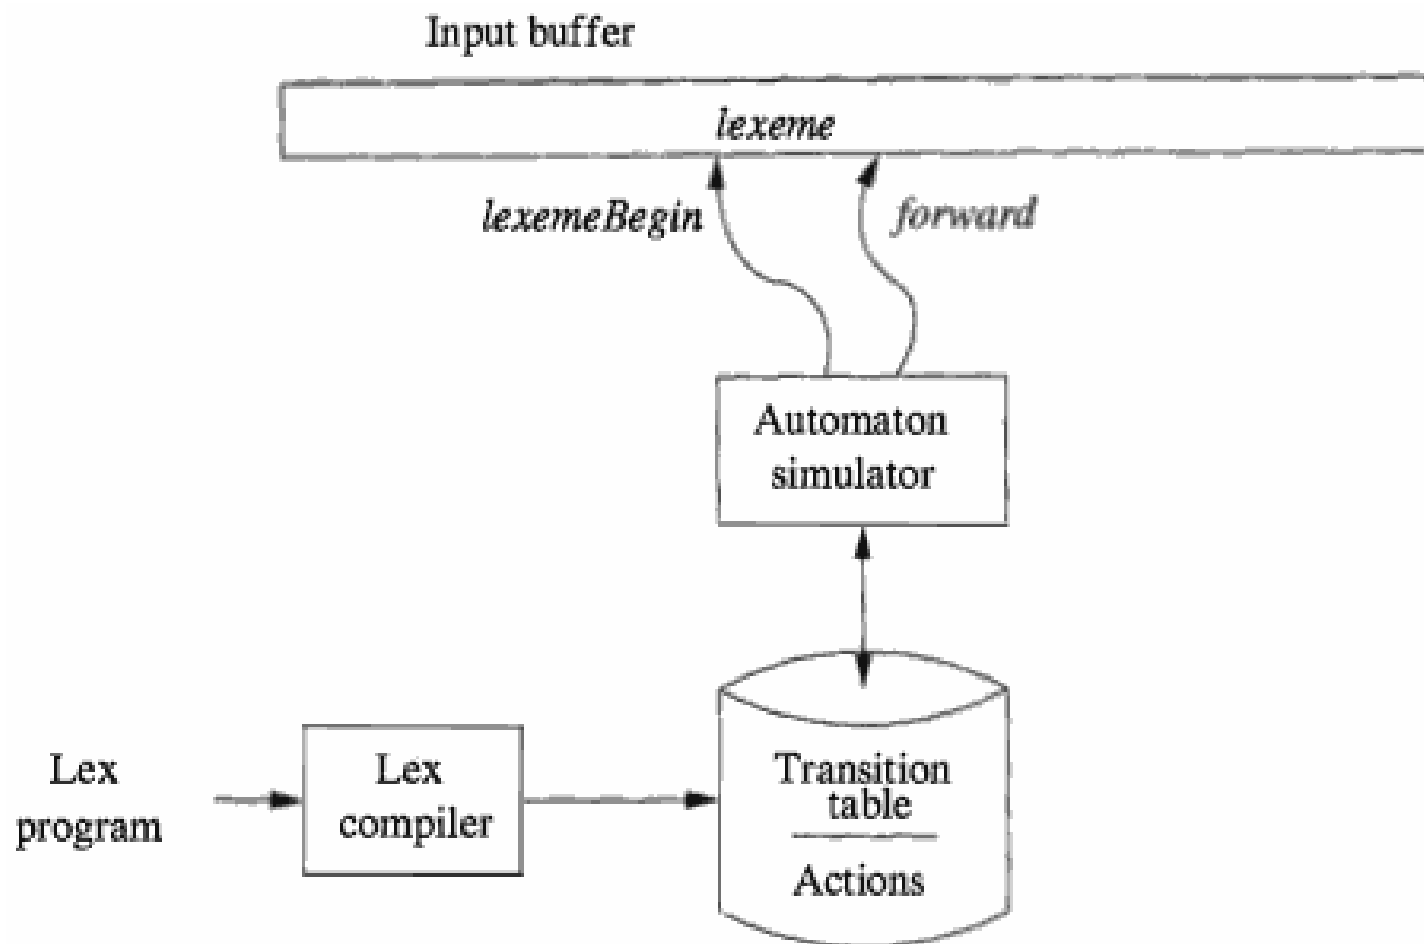 Input buffer
lexeme
lexemeBegin
forward
Automaton
simulator
Lex
program
Lex
compiler
Transition
table
Actions